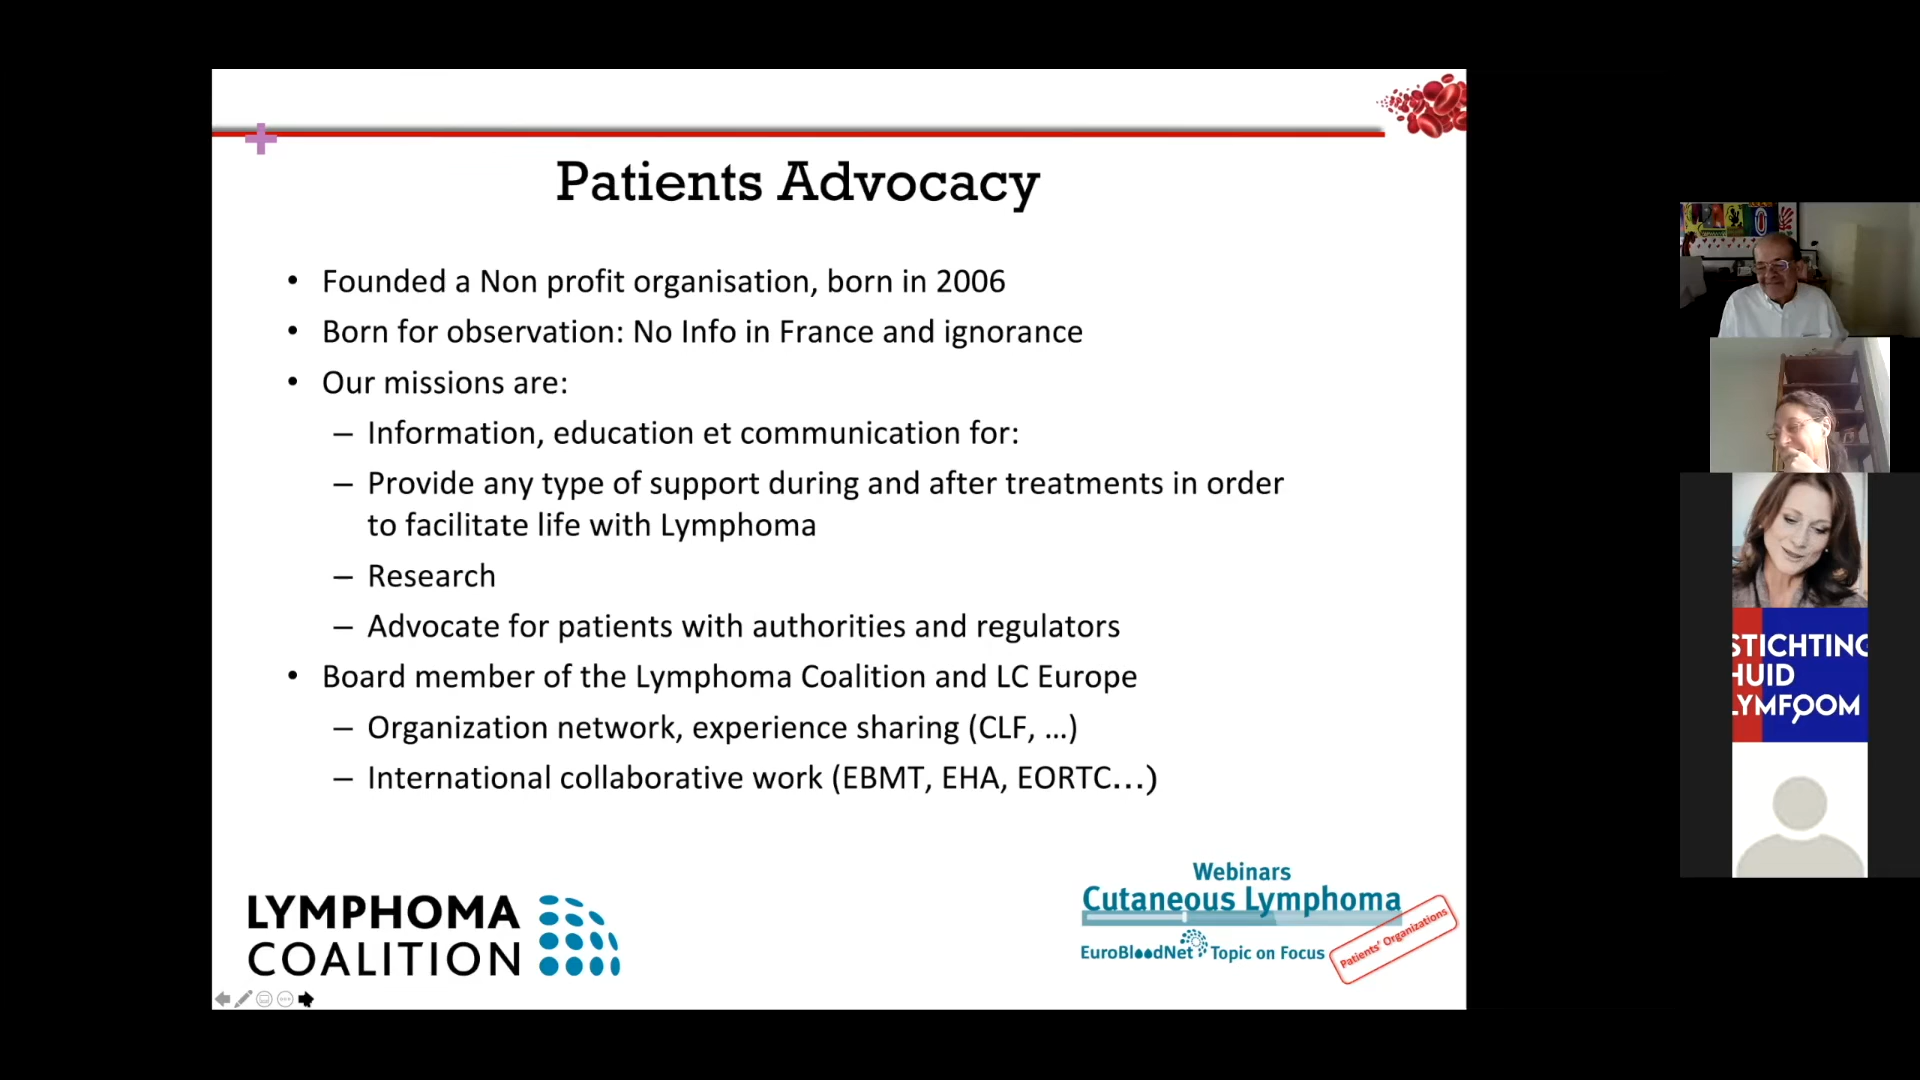 Patients Advocacy
• Founded a Non profit organisation, born in 2006
• Born for observation: No Info in France and ignorance
• Our missions are:
– Information, education et communication for:
– Provide any type of support during and after treatments in order
to facilitate life with Lymphoma
– Research
– Advocate for patients with authorities and regulators
• Board member of the Lymphoma Coalition and LC Europe
– Organization network, experience sharing (CLF, ...)
– International collaborative work (EBMT, EHA, EORTC...)
LYMPHOMA
COALITION
Webinars
Cutaneous Lymphoma
EuroBloodNet Topic on Focus
Patients' Organizations
STICHTING
HUID
LYMFOOM